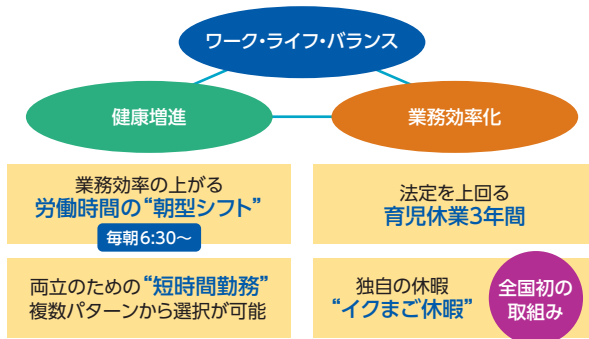 ワーク・ライフ・バランス
健康増進
業務効率化
業務効率の上がる
労働時間の“朝型シフト”
毎朝6:30～
法定を上回る
育児休業3年間
両立のための“短時間勤務”
複数パターンから選択が可能
独自の休暇
“イクまご休暇”
全国初の
取組み